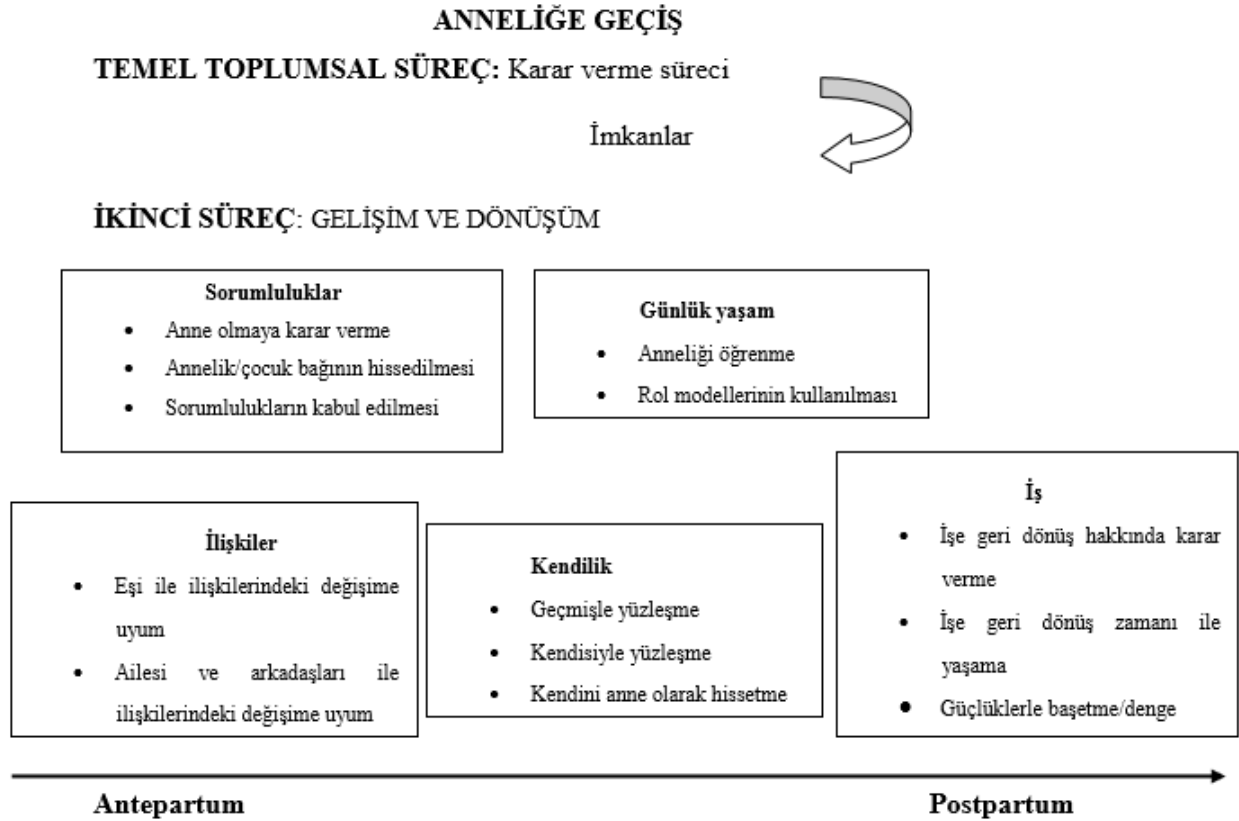 ANNELİĞE GEÇİŞ
TEMEL TOPLUMSAL SÜREÇ: Karar verme süreci
İmkanlar
İKİNCİ SÜREÇ: GELİŞİM VE DÖNÜŞÜM
Sorumluluklar
• Anne olmaya karar verme
• Annelik/çocuk bağının hissedilmesi
• Sorumlulukların kabul edilmesi
Günlük yaşam
• Anneliği öğrenme
• Rol modellerinin kullanılması
İlişkiler
• Eşi ile ilişkilerindeki değişime
uyum
• Ailesi ve arkadaşları ile
ilişkilerindeki değişime uyum
Kendilik
• Geçmişle yüzleşme
• Kendisiyle yüzleşme
• Kendini anne olarak hissetme
İş
• İşe geri dönüş hakkında karar
verme
• İşe geri dönüş zamanı ile
yaşama
• Güçlüklerle başetme/denge
Antepartum
Postpartum